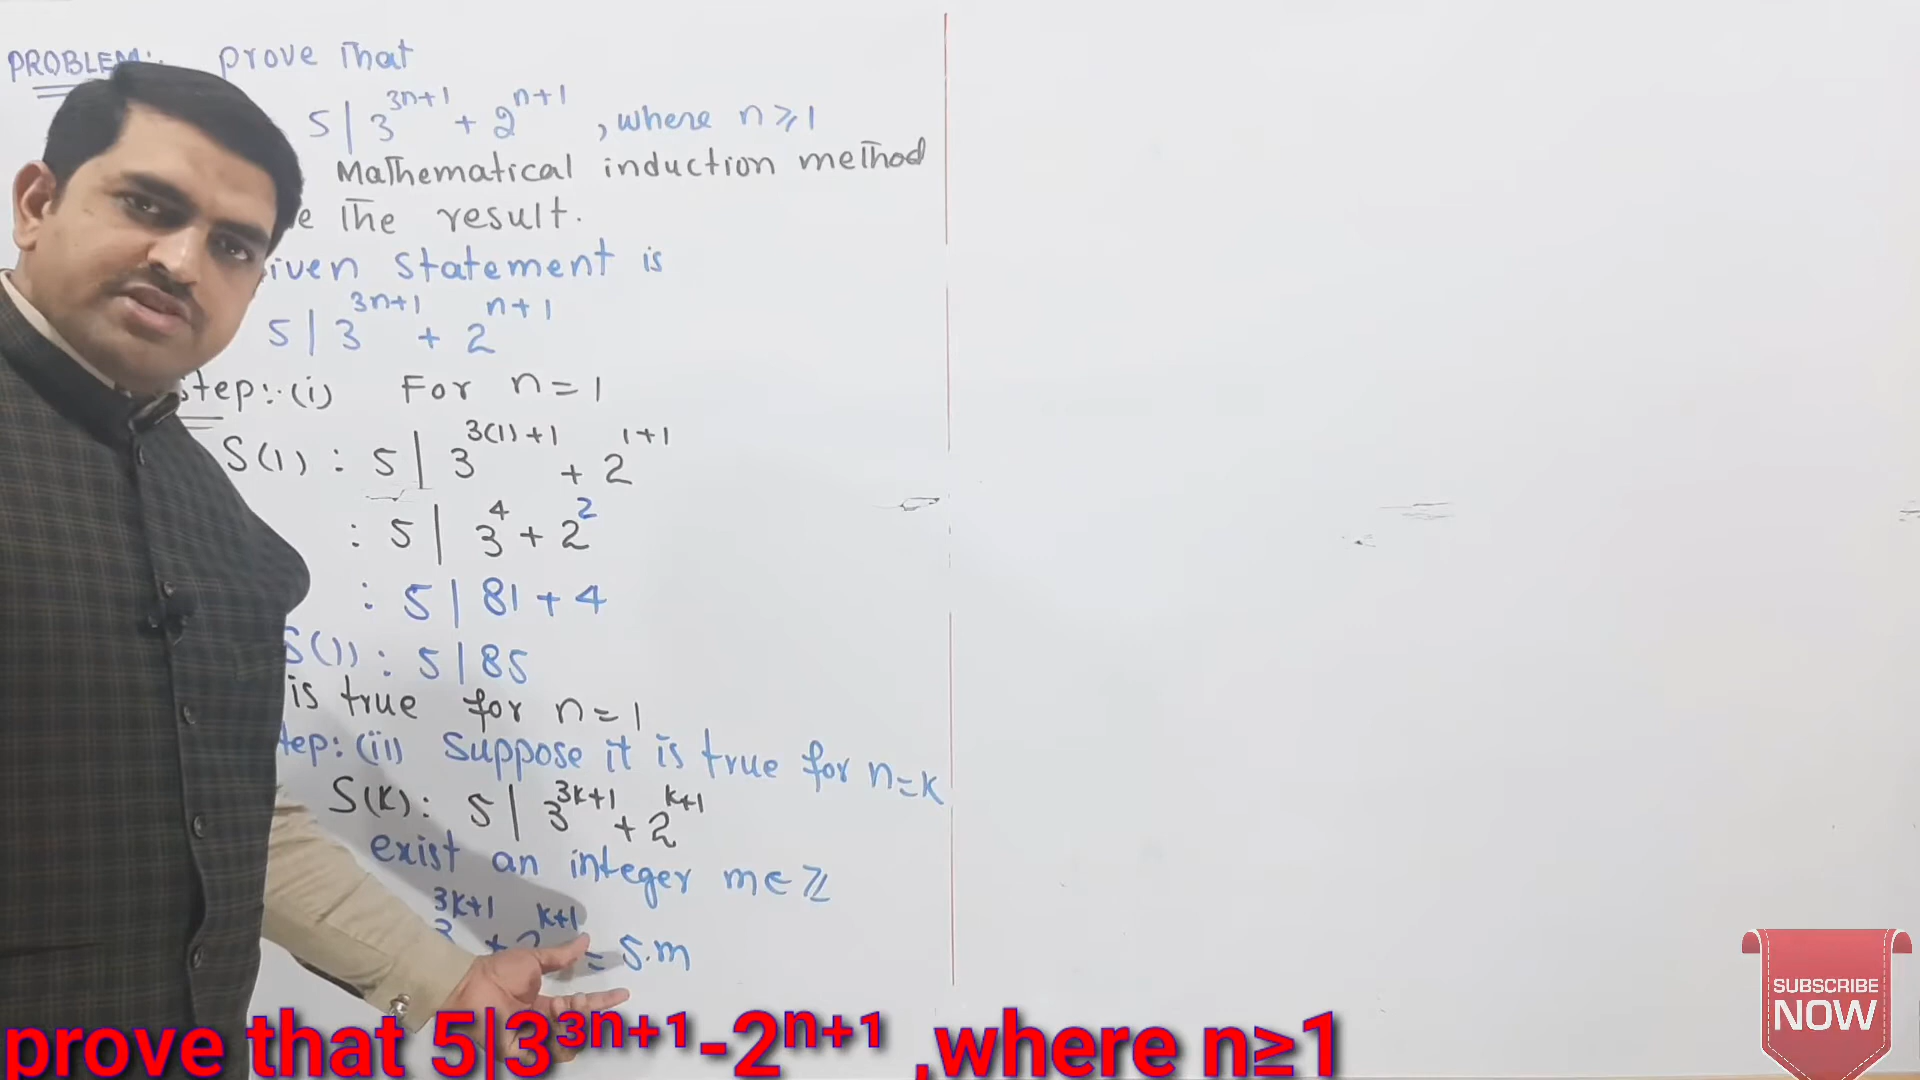 PROBLEM:- prove that
5 | 3^{3n+1} + 2^{n+1} , where n ≥ 1
Mathematical induction method
e the result.
iven statement is
5 | 3^{3n+1} + 2^{n+1}
Step:-(i) For n = 1
S(1) : 5 | 3^{3(1)+1} + 2^{1+1}
: 5 | 3^4 + 2^2
: 5 | 81 + 4
S(1) : 5 | 85
is true for n = 1
tep:(ii) Suppose it is true for n=k
S(k): 5 | 3^{3k+1} + 2^{k+1}
exist an integer m ∈ ℤ
3^{3k+1} + 2^{k+1} = 5.m
prove that 5|3³ⁿ⁺¹-2ⁿ⁺¹ ,where n≥1
SUBSCRIBE
NOW